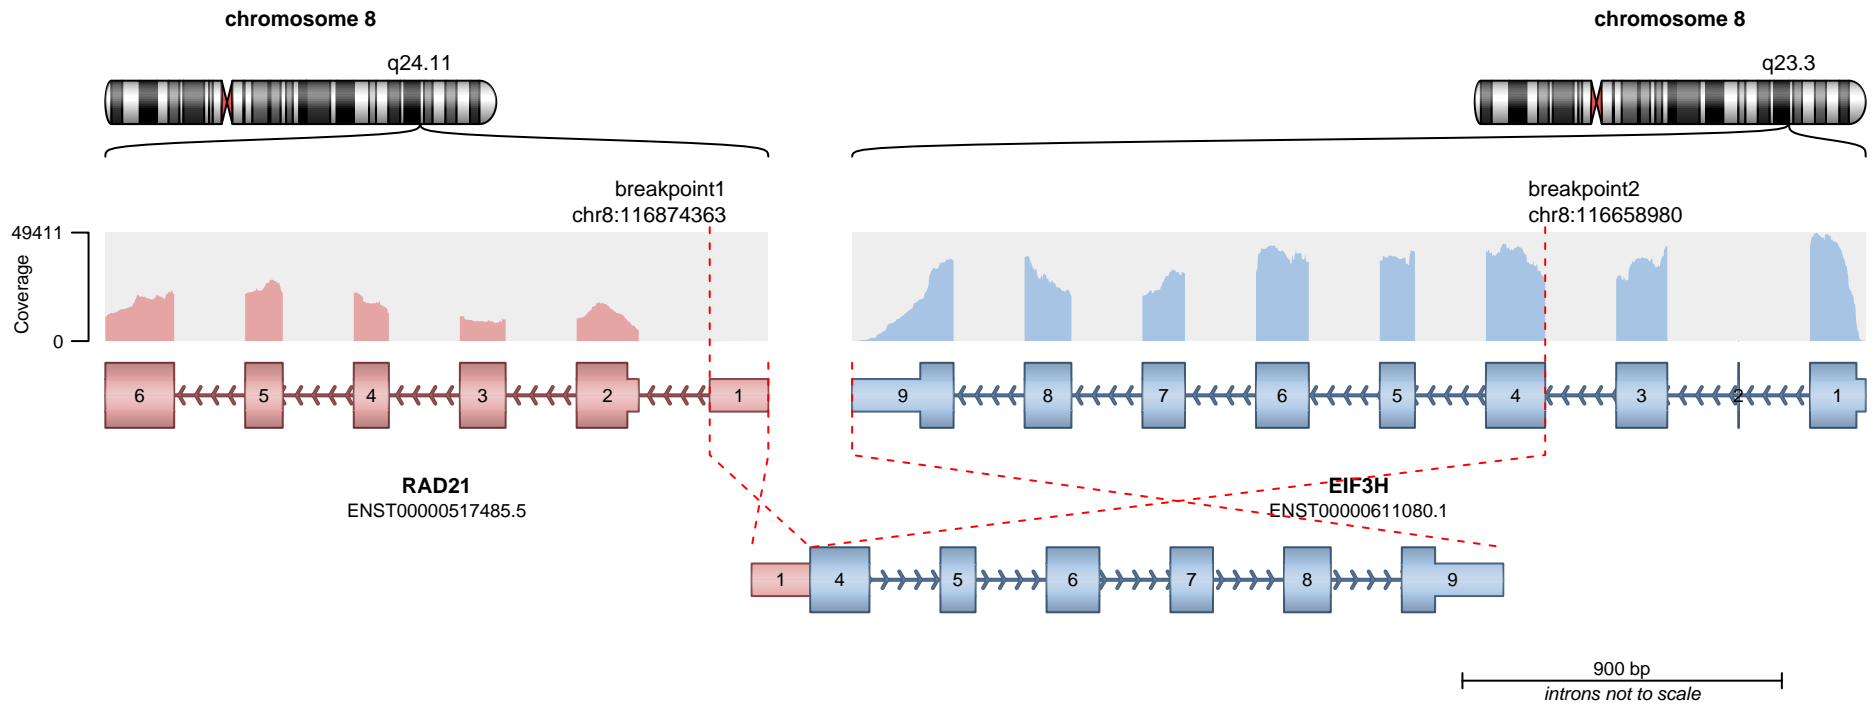 chromosome 8
chromosome 8
q24.11
q23.3
breakpoint1
chr8:116874363
breakpoint2
chr8:116658980
49411
Coverage
0
6 5 4 3 2 1
9 8 7 6 5 4 3 2 1
RAD21
ENST00000517485.5
EIF3H
ENST00000611080.1
1 4 5 6 7 8 9
900 bp
introns not to scale